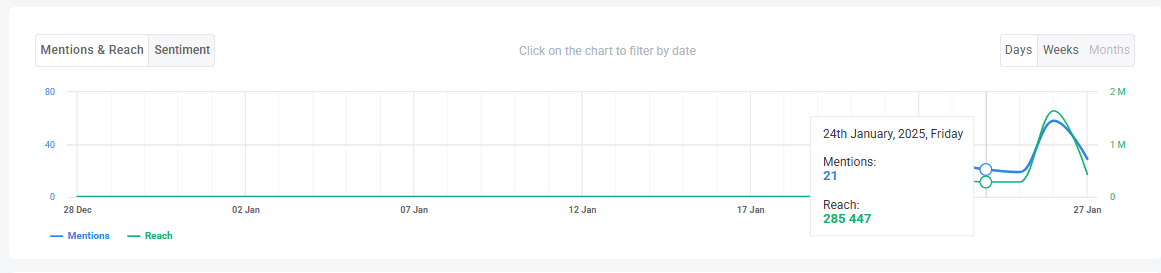 Mentions & Reach Sentiment
Click on the chart to filter by date
Days Weeks Months
80
2 M
40
1 M
0
0
24th January, 2025, Friday
Mentions:
21
Reach:
285 447
28 Dec 02 Jan 07 Jan 12 Jan 17 Jan 27 Jan
Mentions Reach